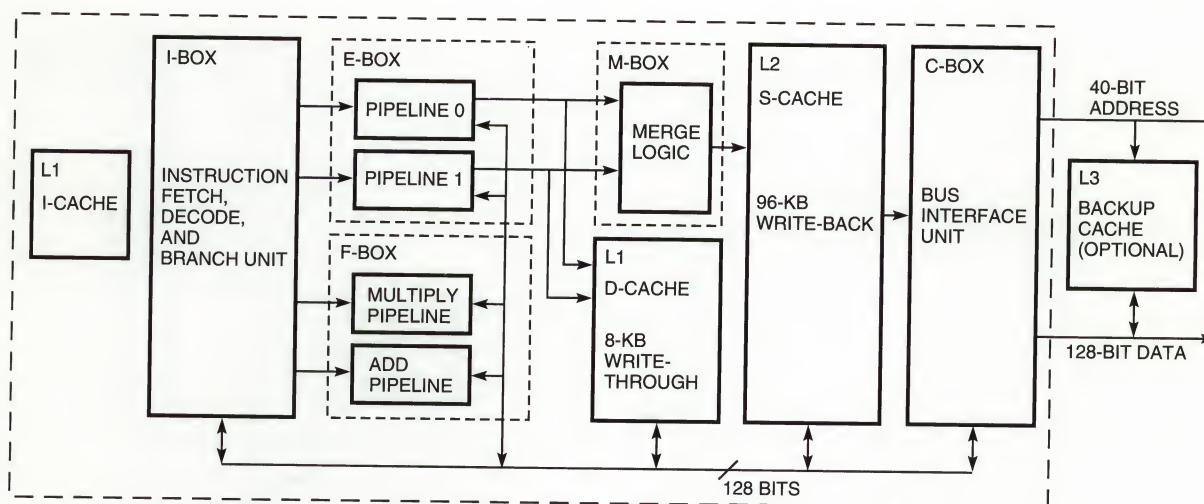 I-BOX
E-BOX
M-BOX
L2
C-BOX
PIPELINE 0
S-CACHE
40-BIT
ADDRESS
MERGE
LOGIC
L1
I-CACHE
INSTRUCTION
FETCH,
DECODE,
AND
BRANCH UNIT
PIPELINE 1
96-KB
WRITE-BACK
BUS
INTERFACE
UNIT
L3
BACKUP
CACHE
(OPTIONAL)
F-BOX
MULTIPLY
PIPELINE
ADD
PIPELINE
L1
D-CACHE
8-KB
WRITE-
THROUGH
128-BIT DATA
128 BITS